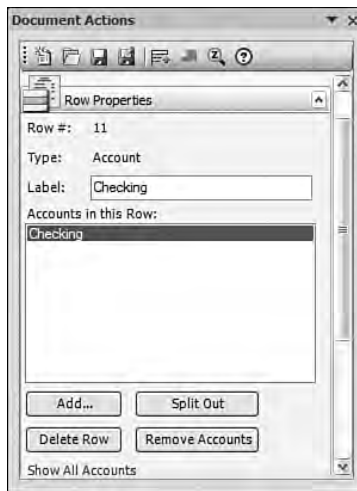 Document Actions
Row Properties
Row #: 11
Type: Account
Label: Checking
Accounts in this Row:
Checking
Add... Split Out
Delete Row Remove Accounts
Show All Accounts